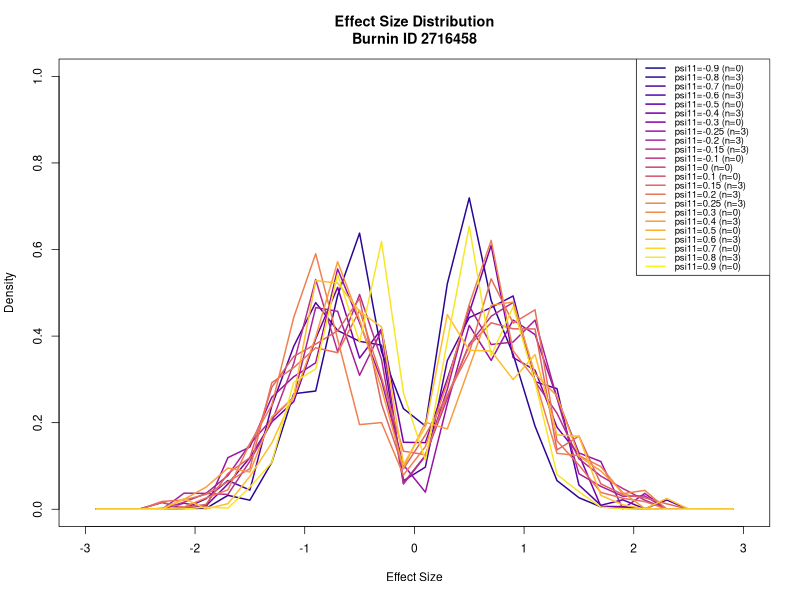 Effect Size Distribution
Burnin ID 2716458
psi11=-0.9 (n=0)
psi11=-0.8 (n=3)
psi11=-0.7 (n=0)
psi11=-0.6 (n=3)
psi11=-0.5 (n=0)
psi11=-0.4 (n=3)
psi11=-0.3 (n=0)
psi11=-0.25 (n=3)
psi11=-0.2 (n=3)
psi11=-0.15 (n=3)
psi11=-0.1 (n=0)
psi11=0 (n=0)
psi11=0.1 (n=0)
psi11=0.15 (n=3)
psi11=0.2 (n=3)
psi11=0.25 (n=3)
psi11=0.3 (n=0)
psi11=0.4 (n=3)
psi11=0.5 (n=0)
psi11=0.6 (n=3)
psi11=0.7 (n=0)
psi11=0.8 (n=3)
psi11=0.9 (n=0)
1.0
0.8
0.6
0.4
0.2
0.0
Density
-3 -2 -1 0 1 2 3
Effect Size